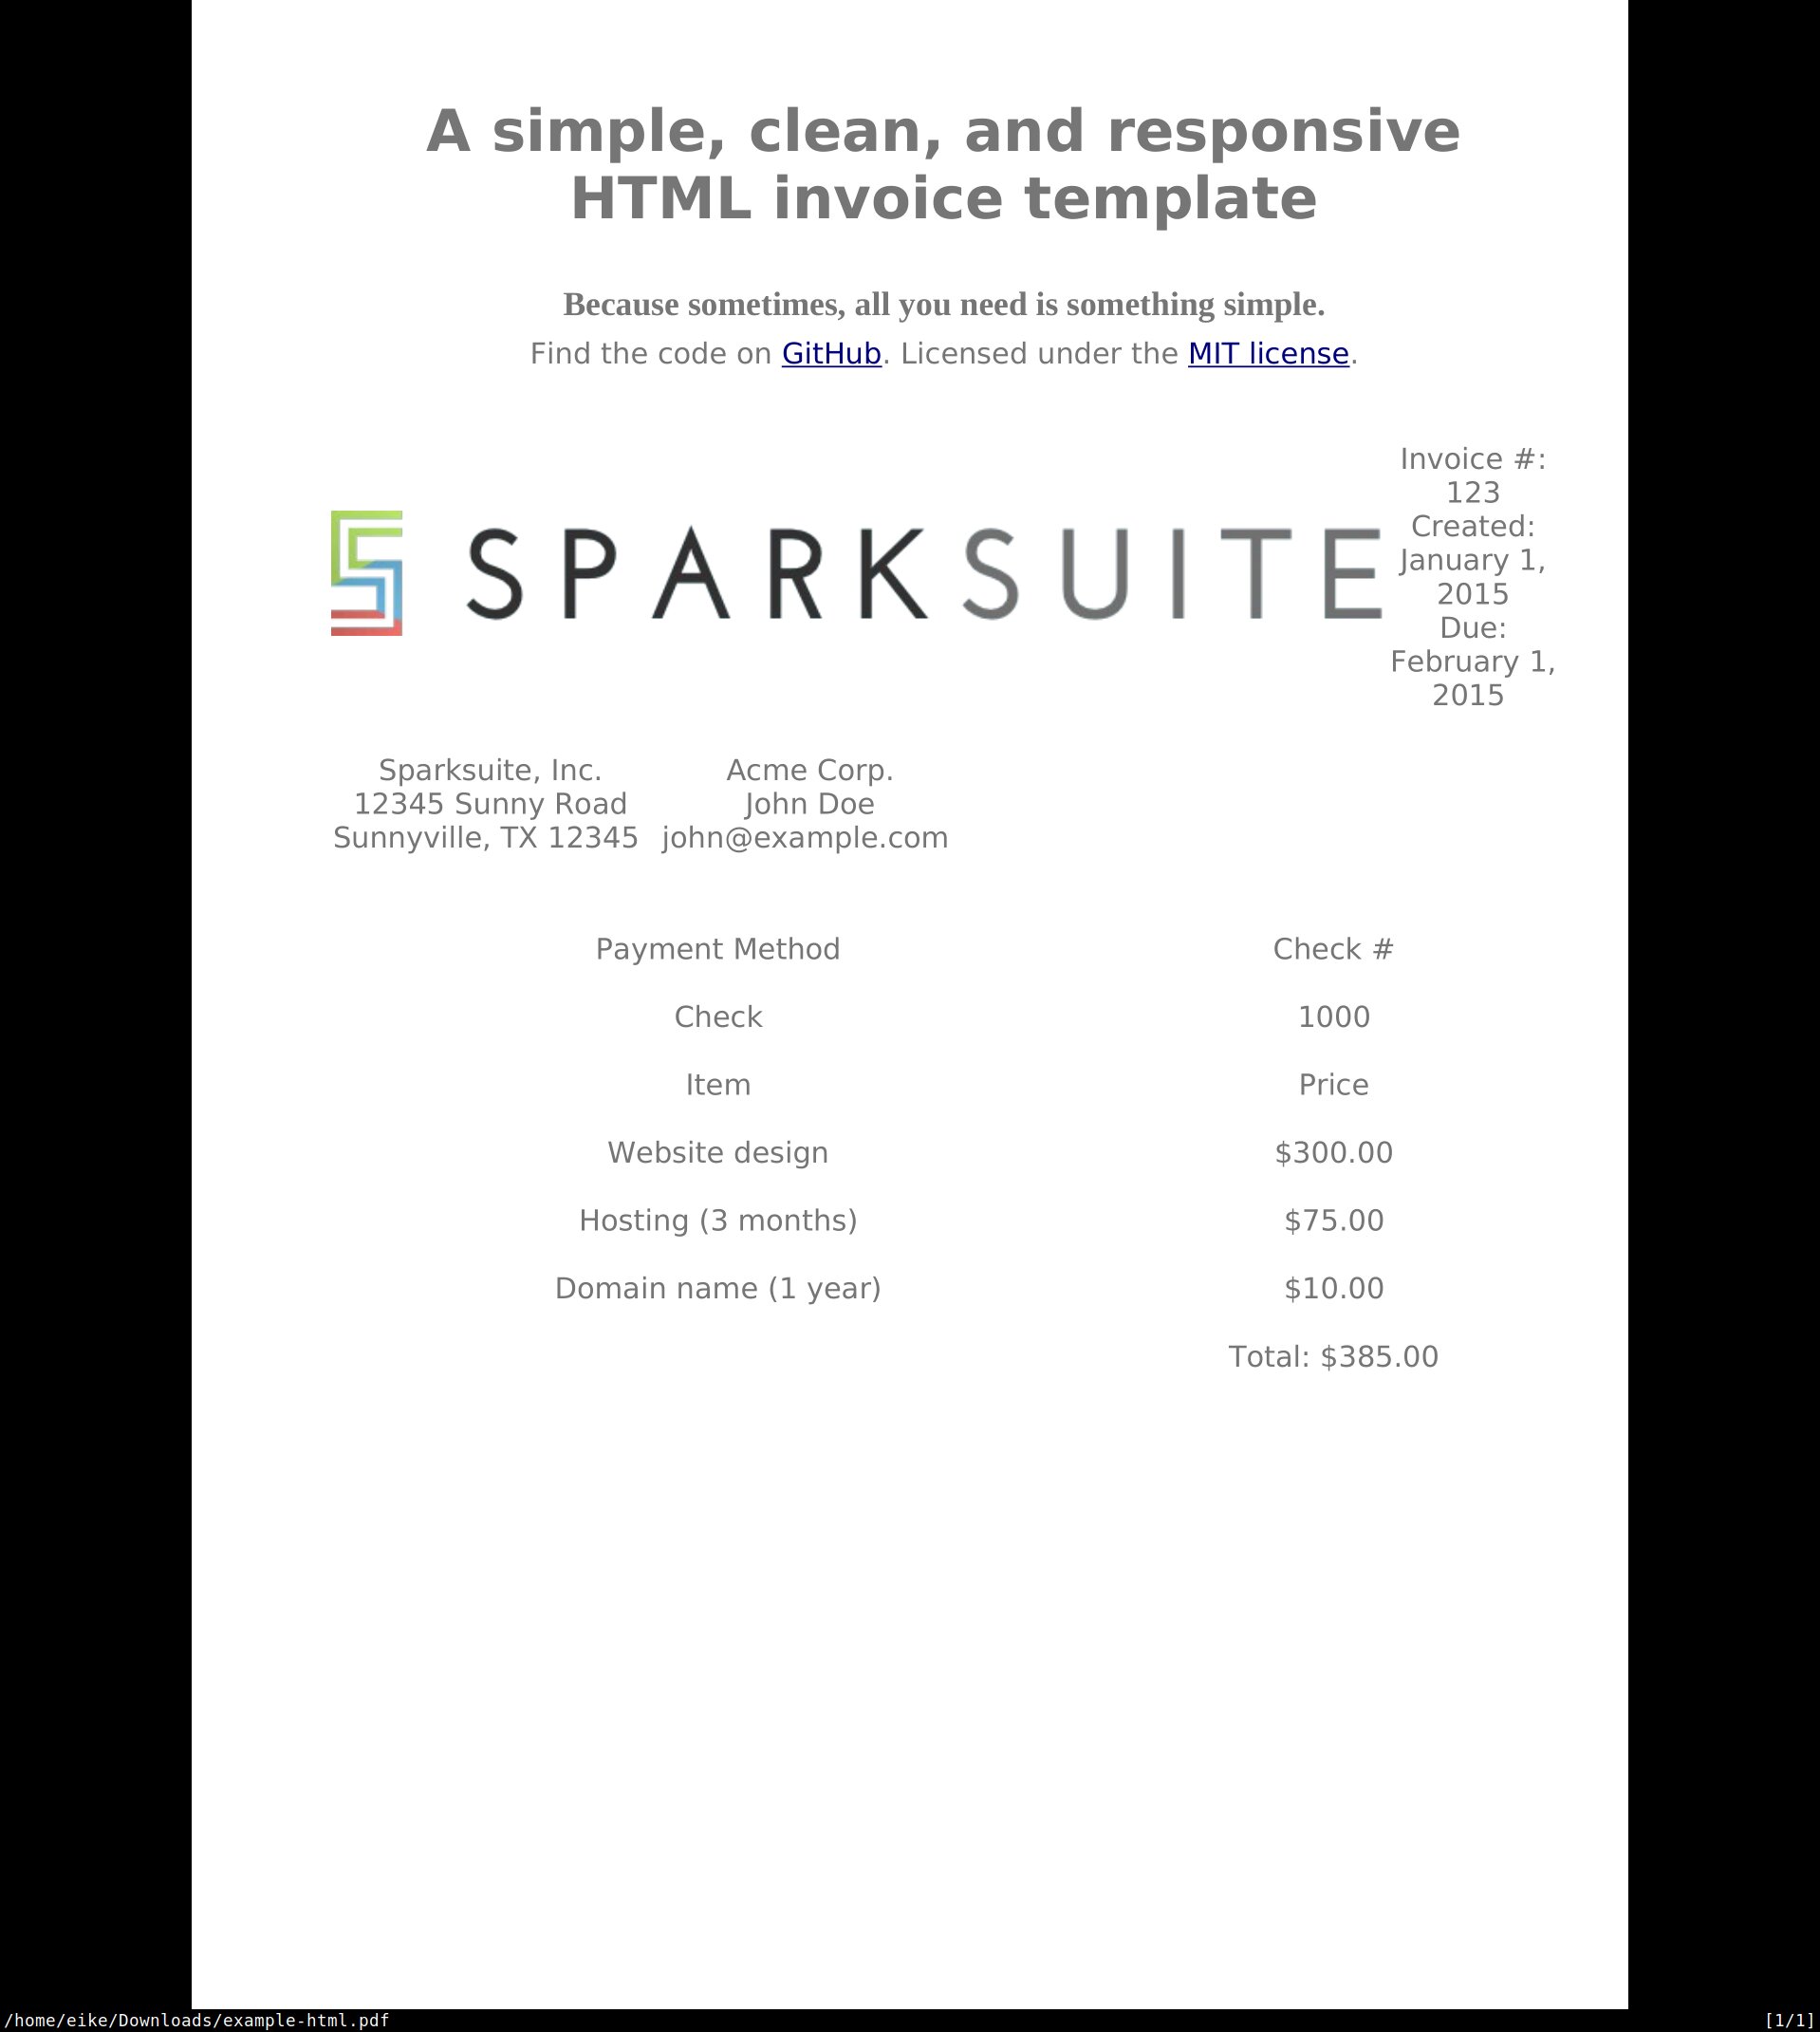 A simple, clean, and responsive
HTML invoice template
Because sometimes, all you need is something simple.
Find the code on GitHub. Licensed under the MIT license.
SPARKSUITE
Invoice #:
123
Created:
January 1,
2015
Due:
February 1,
2015
Sparksuite, Inc.
12345 Sunny Road
Sunnyville, TX 12345
Acme Corp.
John Doe
john@example.com
Payment Method Check #
Check 1000
Item Price
Website design $300.00
Hosting (3 months) $75.00
Domain name (1 year) $10.00
Total: $385.00
/home/eike/Downloads/example-html.pdf [1/1]